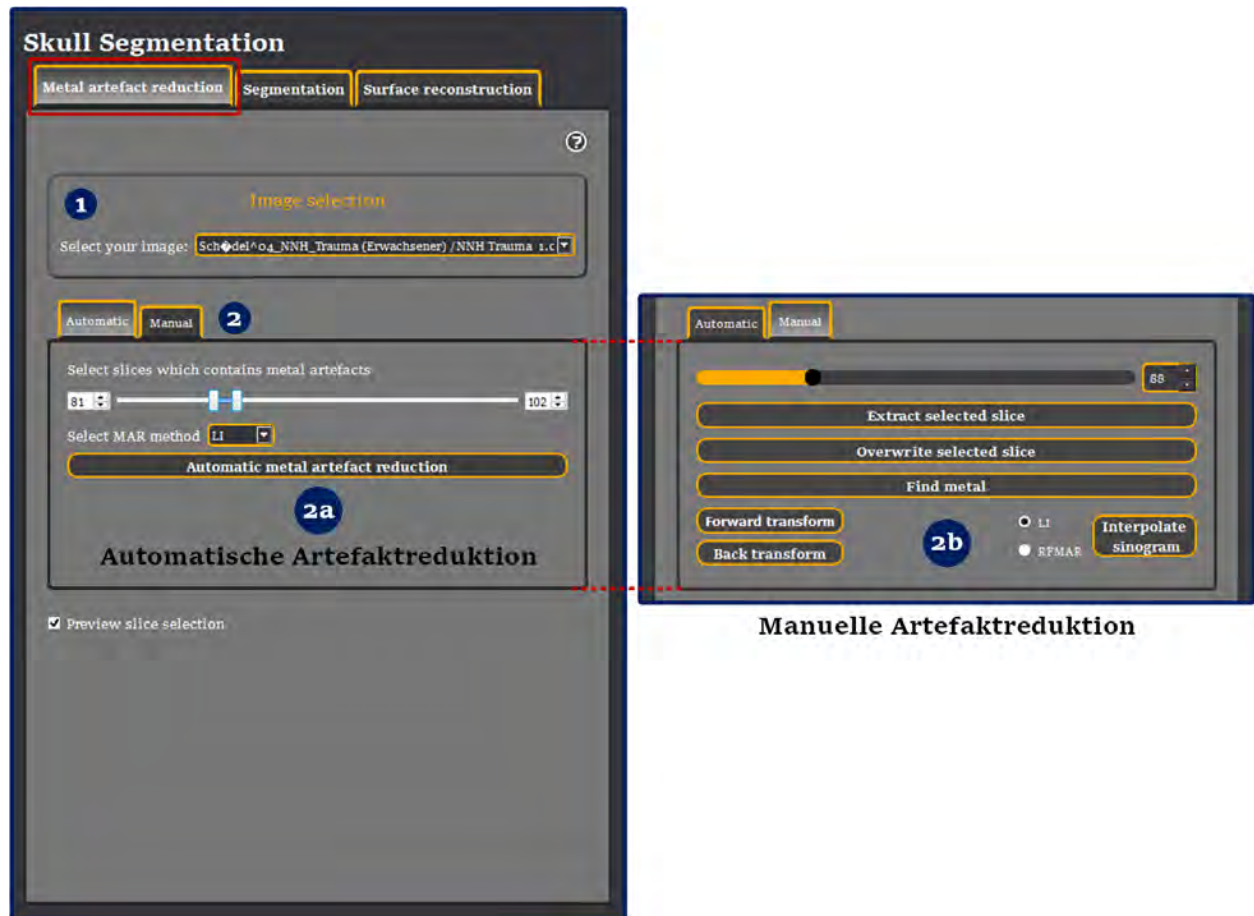 Skull Segmentation
Metal artefact reduction Segmentation Surface reconstruction
?
1
Image selection
Select your image: Sch�del^04_NNH_Trauma (Erwachsener) /NNH Trauma 1.0
Automatic Manual 2
Select slices which contains metal artefacts
81 102
Select MAR method LI
Automatic metal artefact reduction
2a
Automatische Artefaktreduktion
Preview slice selection
Automatic Manual
88
Extract selected slice
Overwrite selected slice
Find metal
Forward transform
Back transform
2b
LI
RFMAR
Interpolate
sinogram
Manuelle Artefaktreduktion